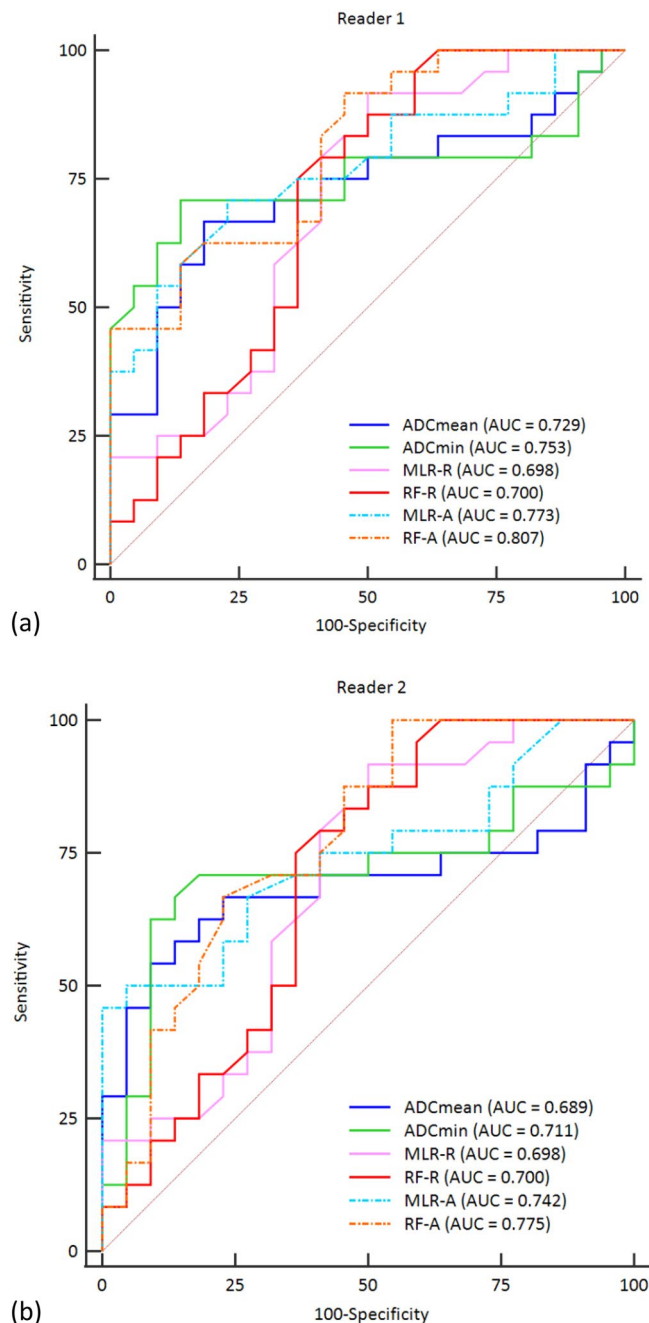 Reader 1
100
75
50
25
0
Sensitivity
ADCmean (AUC = 0.729)
ADCmin (AUC = 0.753)
MLR-R (AUC = 0.698)
RF-R (AUC = 0.700)
MLR-A (AUC = 0.773)
RF-A (AUC = 0.807)
0 25 50 75 100
100-Specificity
(a)
Reader 2
100
75
50
25
0
Sensitivity
ADCmean (AUC = 0.689)
ADCmin (AUC = 0.711)
MLR-R (AUC = 0.698)
RF-R (AUC = 0.700)
MLR-A (AUC = 0.742)
RF-A (AUC = 0.775)
0 25 50 75 100
100-Specificity
(b)